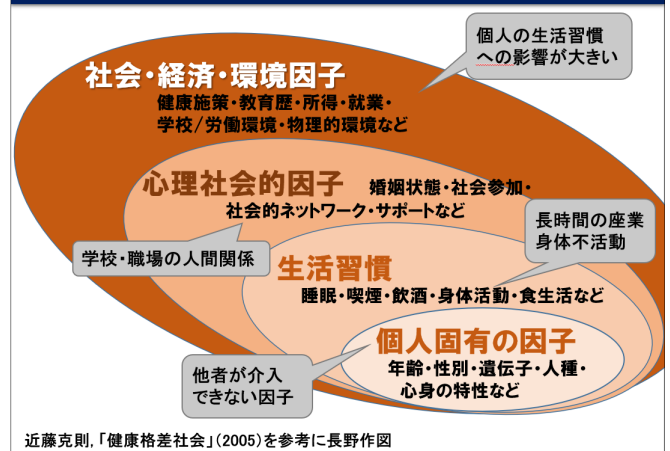 個人の生活習慣
への影響が大きい
社会・経済・環境因子
健康施策・教育歴・所得・就業・
学校/労働環境・物理的環境など
心理社会的因子 婚姻状態・社会参加・
社会的ネットワーク・サポートなど
長時間の座業
身体不活動
学校・職場の人間関係
生活習慣
睡眠・喫煙・飲酒・身体活動・食生活など
個人固有の因子
年齢・性別・遺伝子・人種・
心身の特性など
他者が介入
できない因子
近藤克則,「健康格差社会」(2005)を参考に長野作図